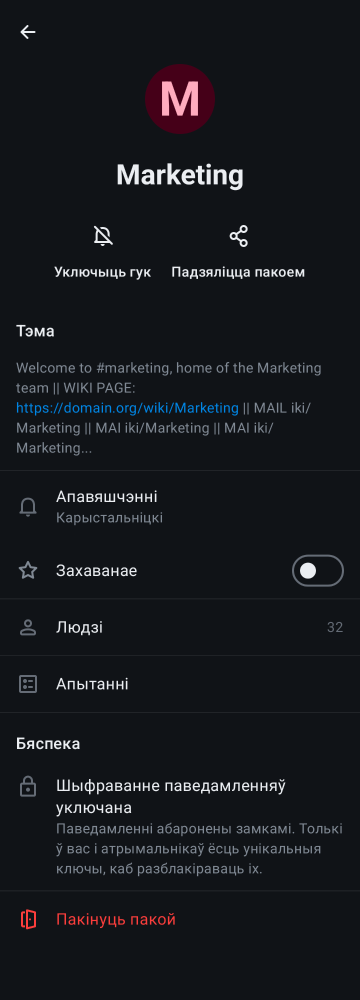 M
Marketing
Уключыць гук
Падзяліцца пакоем
Тэма
Welcome to #marketing, home of the Marketing
team || WIKI PAGE:
https://domain.org/wiki/Marketing || MAIL iki/
Marketing || MAI iki/Marketing || MAI iki/
Marketing...
Апавяшчэнні
Карыстальніцкі
Захаванае
Людзі 32
Апытанні
Бяспека
Шыфраванне паведамленняў
уключана
Паведамленні абаронены замкамі. Толькі
ў вас і атрымальнікаў ёсць унікальныя
ключы, каб разблакіраваць іх.
Пакінуць пакой